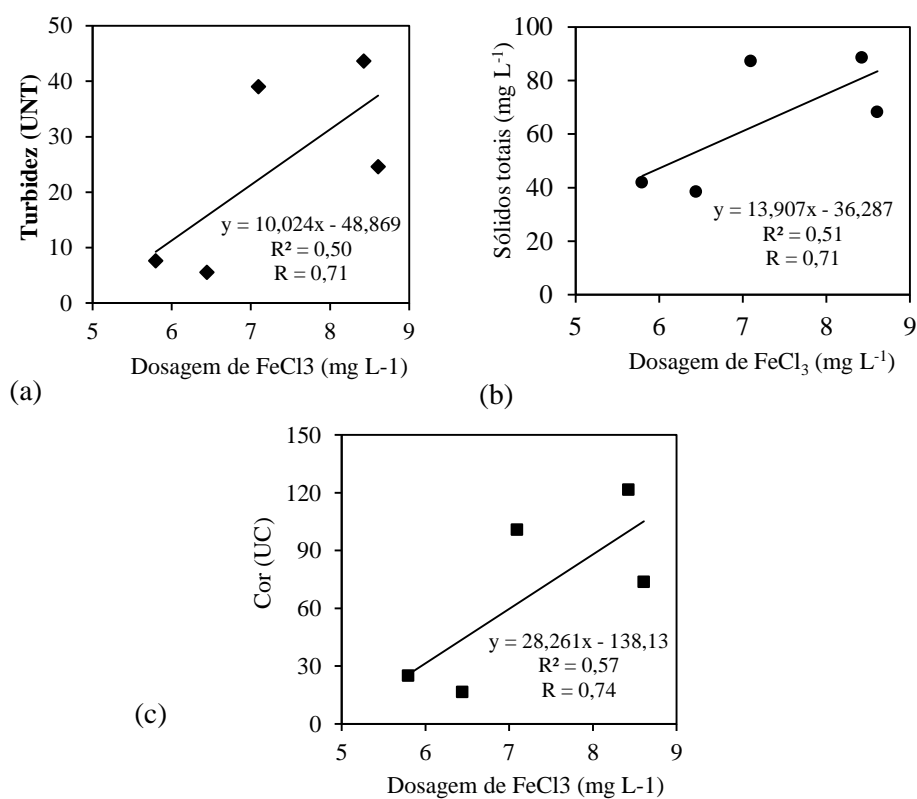 Turbidez (UNT)
50
40
30
20
10
0
y = 10,024x - 48,869
R² = 0,50
R = 0,71
5 6 7 8 9
Dosagem de FeCl3 (mg L-1)
(a)
Sólidos totais (mg L⁻¹)
100
80
60
40
20
0
y = 13,907x - 36,287
R² = 0,51
R = 0,71
5 6 7 8 9
Dosagem de FeCl₃ (mg L⁻¹)
(b)
Cor (UC)
150
120
90
60
30
0
y = 28,261x - 138,13
R² = 0,57
R = 0,74
5 6 7 8 9
Dosagem de FeCl3 (mg L-1)
(c)